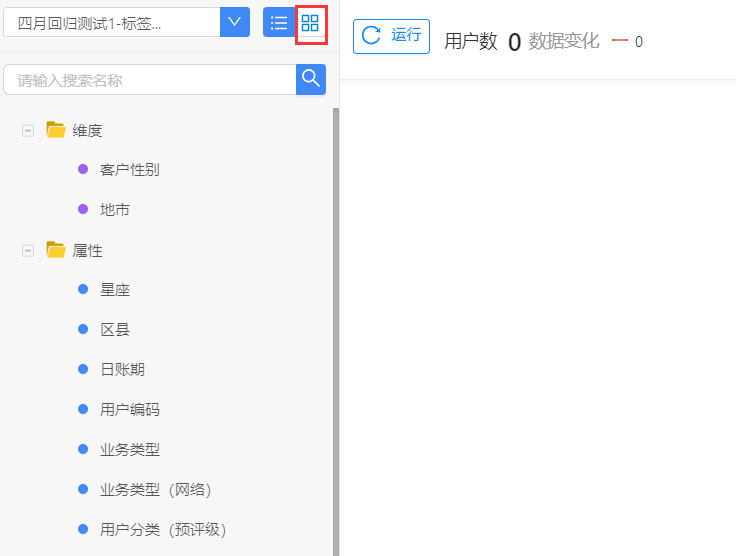 四月回归测试1-标签...
运行 用户数 0 数据变化 一 0
请输入搜索名称
维度
客户性别
地市
属性
星座
区县
日账期
用户编码
业务类型
业务类型（网络）
用户分类（预评级）